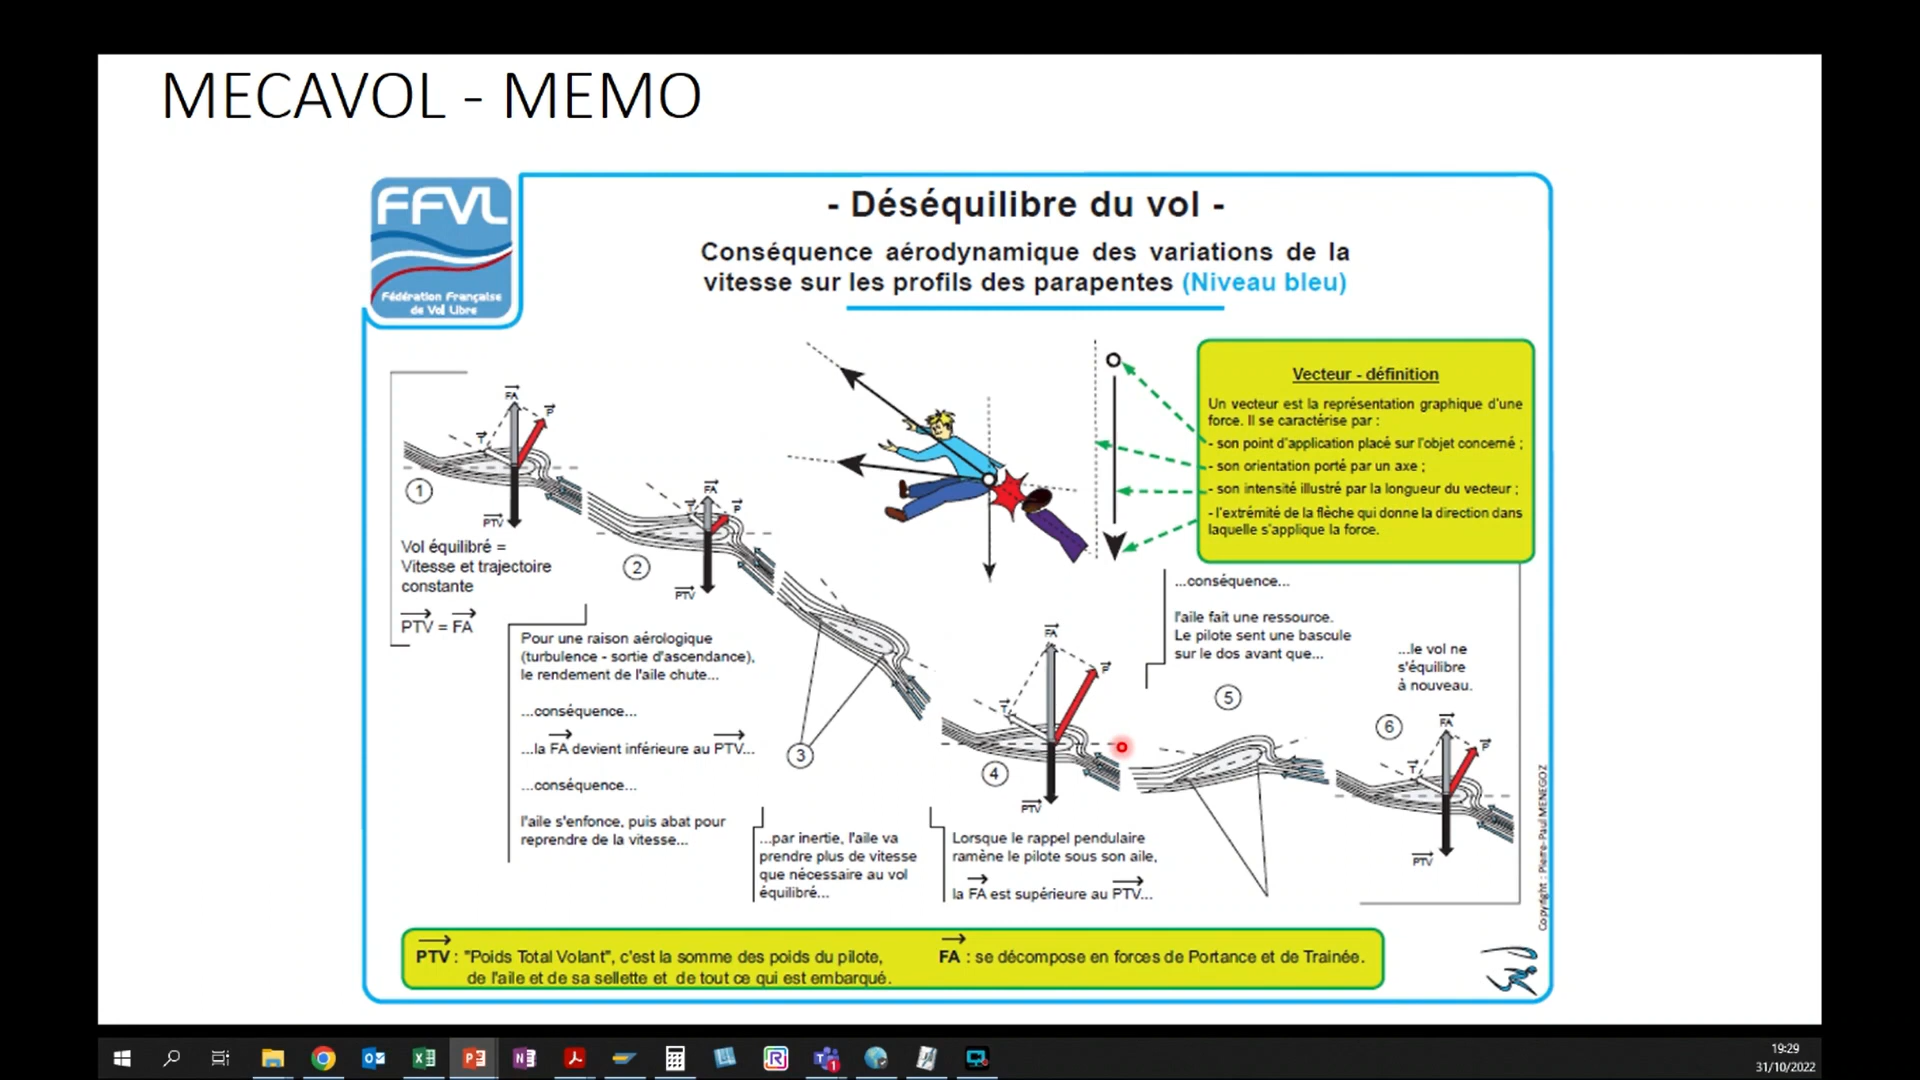 MECAVOL - MEMO
FFVL
Fédération Française
de Vol Libre
- Déséquilibre du vol -
Conséquence aérodynamique des variations de la
vitesse sur les profils des parapentes (Niveau bleu)
Vecteur - définition
Un vecteur est la représentation graphique d'une
force. Il se caractérise par :
- son point d'application placé sur l'objet concerné ;
- son orientation porté par un axe ;
- son intensité illustré par la longueur du vecteur ;
- l'extrémité de la flèche qui donne la direction dans
laquelle s'applique la force.
FA
P
T
1
PTV
Vol équilibré =
Vitesse et trajectoire
constante
PTV = FA
FA
T
P
2
PTV
Pour une raison aérologique
(turbulence - sortie d'ascendance),
le rendement de l'aile chute...
...conséquence...
...la FA devient inférieure au PTV...
...conséquence...
l'aile s'enfonce, puis abat pour
reprendre de la vitesse...
3
...par inertie, l'aile va
prendre plus de vitesse
que nécessaire au vol
équilibré...
FA
P
T
4
PTV
Lorsque le rappel pendulaire
ramène le pilote sous son aile,
la FA est supérieure au PTV...
...conséquence...
l'aile fait une ressource.
Le pilote sent une bascule
sur le dos avant que...
5
...le vol ne
s'équilibre
à nouveau.
6
FA
P
T
PTV
Copyright : Pierre-Paul MENEGOZ
PTV : "Poids Total Volant", c'est la somme des poids du pilote,
de l'aile et de sa sellette et de tout ce qui est embarqué.
FA : se décompose en forces de Portance et de Trainée.
19:29
31/10/2022